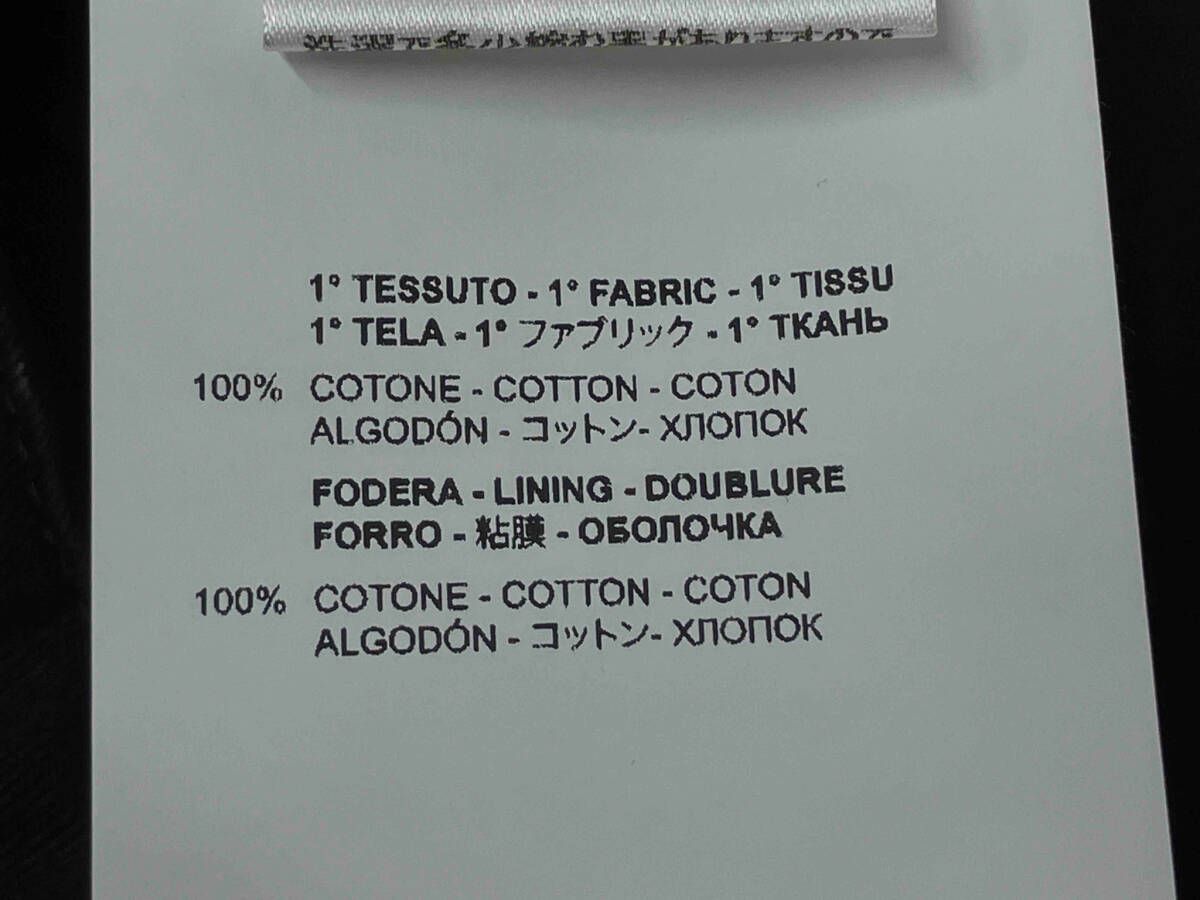 1° TESSUTO - 1° FABRIC - 1° TISSU
1° TELA - 1° ファブリック - 1° ТКАНЬ
100% COTONE - COTTON - COTON
ALGODÓN - コットン- ХЛОПОК
FODERA - LINING - DOUBLURE
FORRO - 粘膜 - ОБОЛОЧКА
100% COTONE - COTTON - COTON
ALGODÓN - コットン- ХЛОПОК